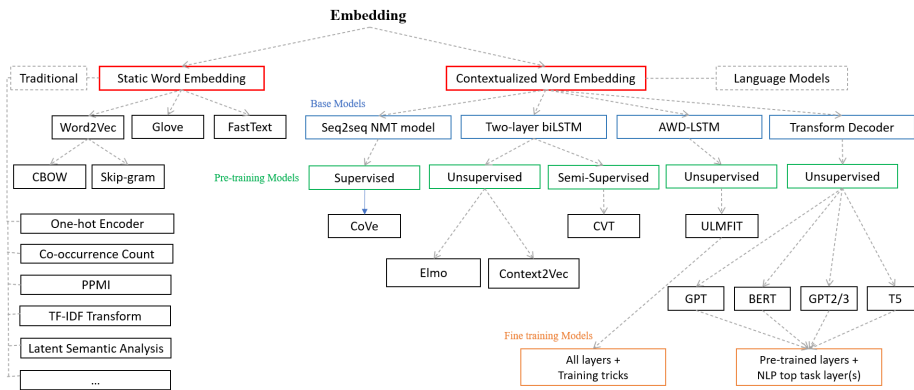 Embedding
Traditional
Static Word Embedding
Contextualized Word Embedding
Language Models
Base Models
Word2Vec
Glove
FastText
Seq2seq NMT model
Two-layer biLSTM
AWD-LSTM
Transform Decoder
CBOW
Skip-gram
Pre-training Models
Supervised
Unsupervised
Semi-Supervised
Unsupervised
Unsupervised
One-hot Encoder
CoVe
CVT
ULMFIT
Co-occurrence Count
Elmo
Context2Vec
PPMI
GPT
BERT
GPT2/3
T5
TF-IDF Transform
Fine training Models
Latent Semantic Analysis
All layers +
Training tricks
Pre-trained layers +
NLP top task layer(s)
...